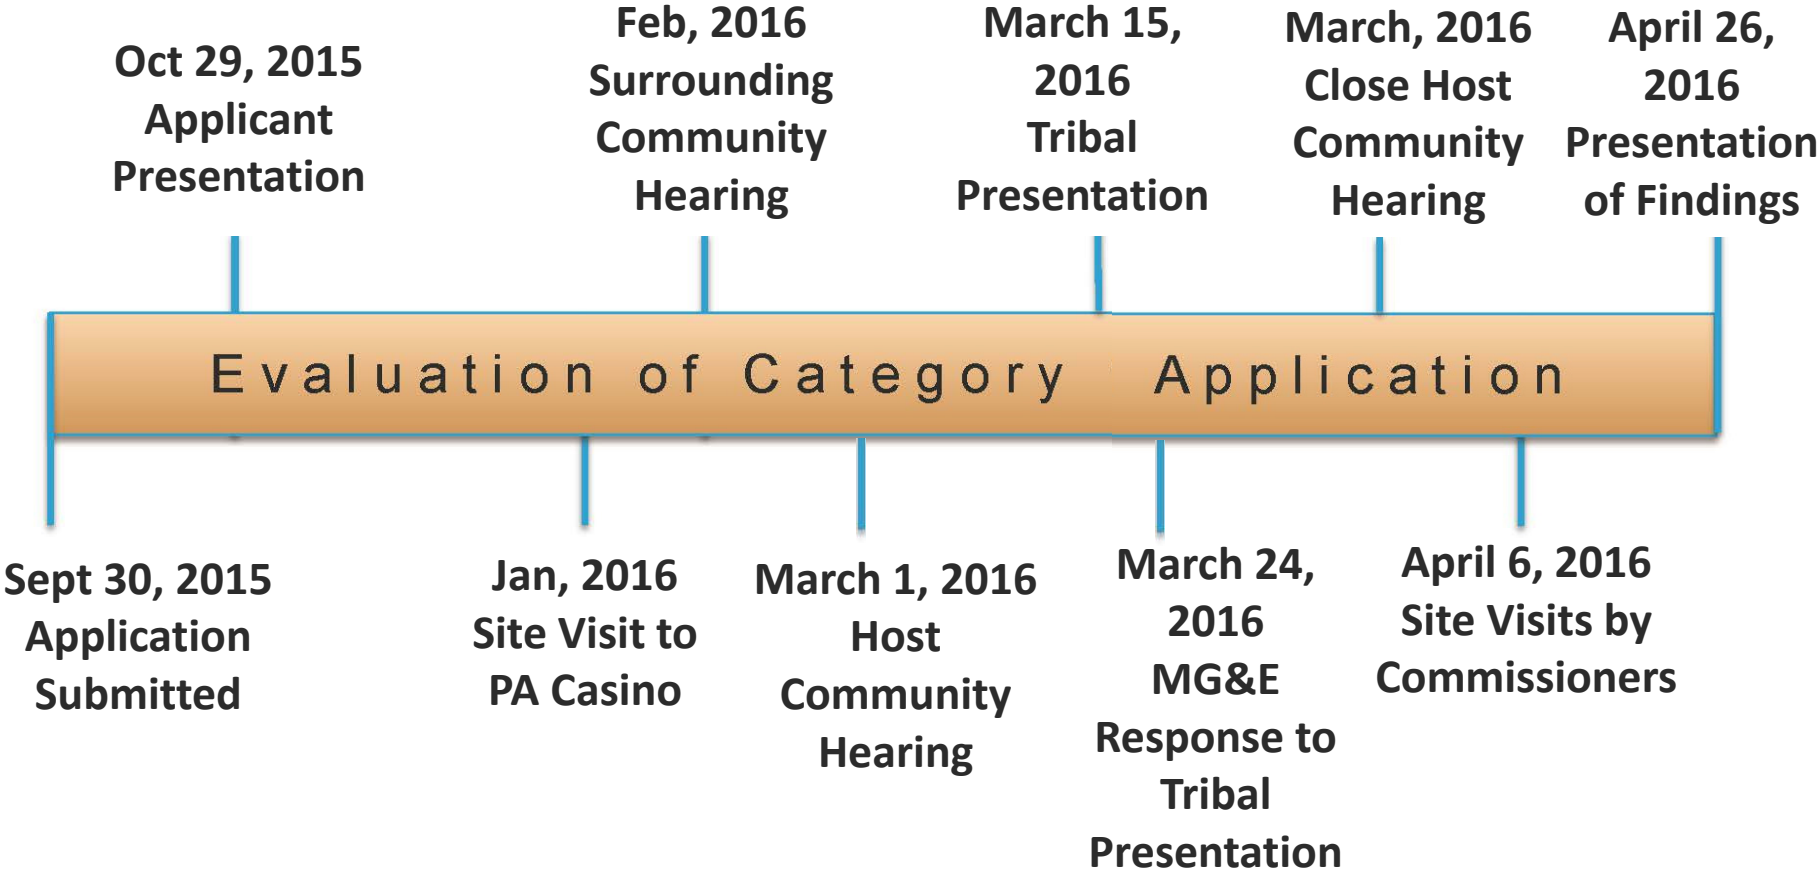 Oct 29, 2015
Applicant
Presentation
Feb, 2016
Surrounding
Community
Hearing
March 15,
2016
Tribal
Presentation
March, 2016
Close Host
Community
Hearing
April 26,
2016
Presentation
of Findings
Evaluation of Category Application
Sept 30, 2015
Application
Submitted
Jan, 2016
Site Visit to
PA Casino
March 1, 2016
Host
Community
Hearing
March 24,
2016
MG&E
Response to
Tribal
Presentation
April 6, 2016
Site Visits by
Commissioners